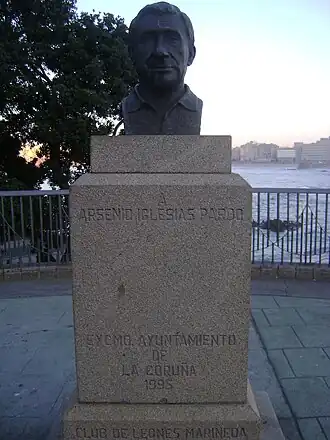 A
ARSENIO IGLESIAS PARDO
EXCMO. AYUNTAMIENTO
DE
LA CORUÑA
1995
CLUB DE LEONES MARINEDA